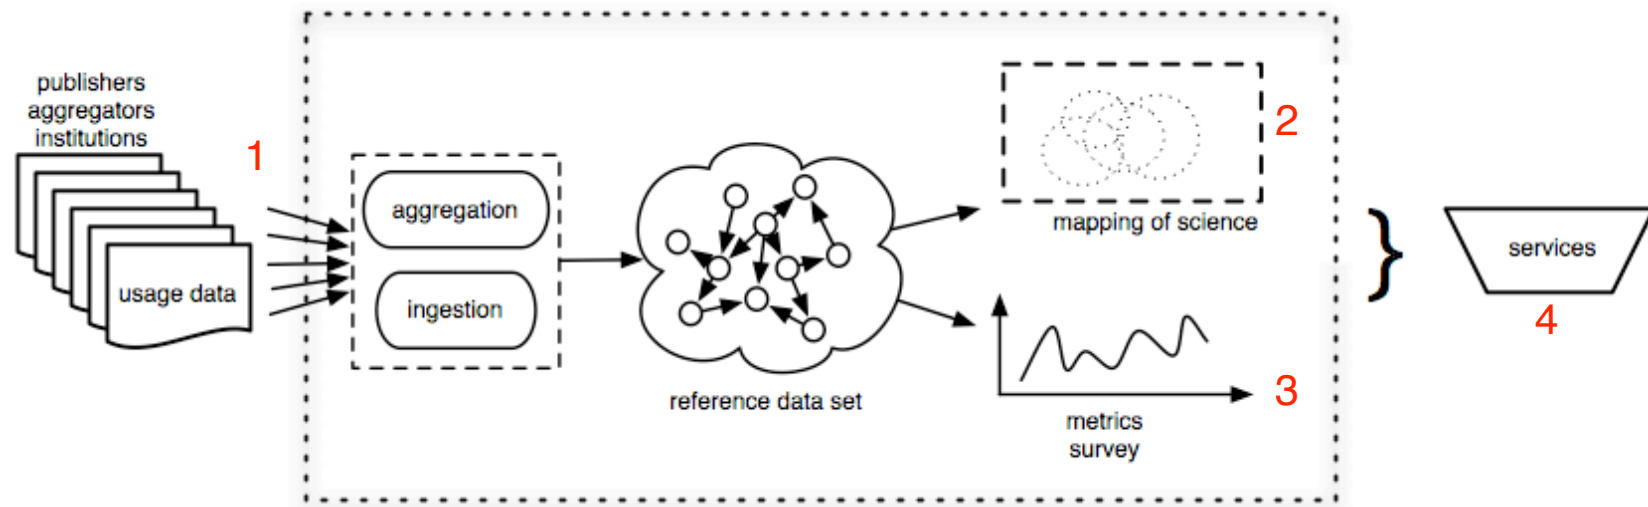 publishers
aggregators
institutions
1
usage data
aggregation
ingestion
reference data set
2
mapping of science
3
metrics
survey
}
services
4